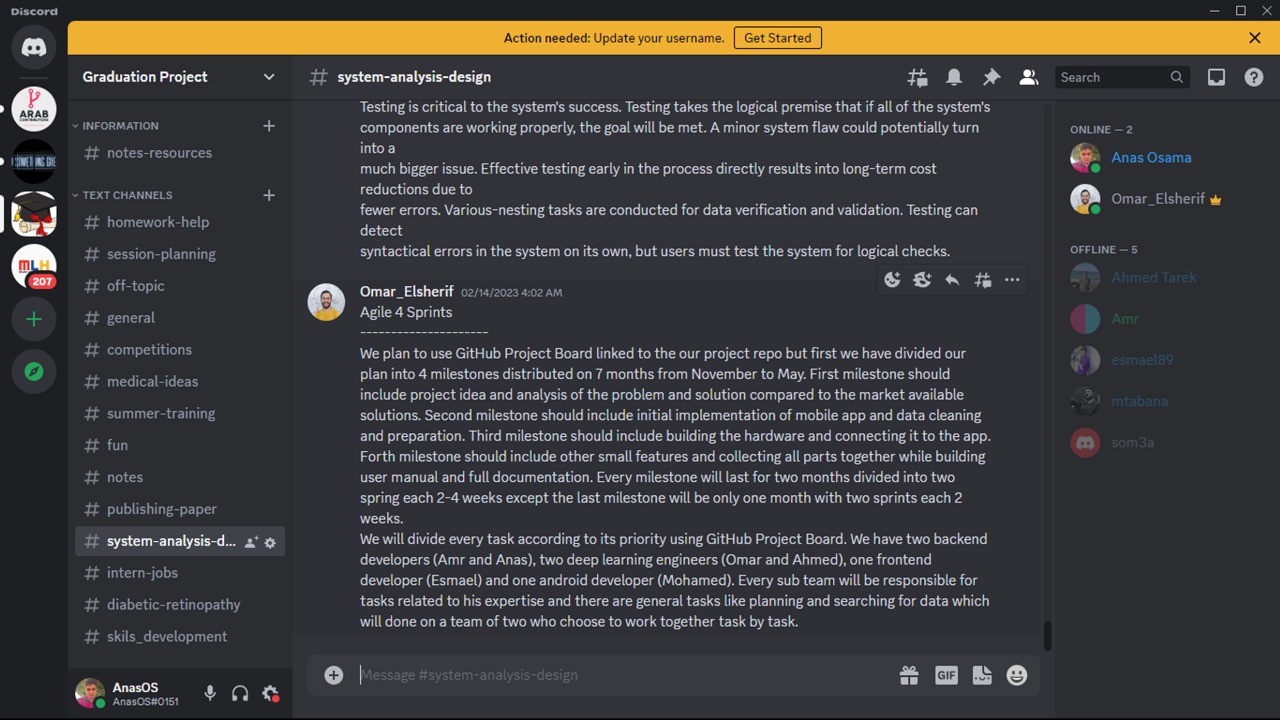 Discord
Action needed: Update your username.
Get Started
Graduation Project
system-analysis-design
Search
INFORMATION
notes-resources
TEXT CHANNELS
homework-help
session-planning
off-topic
general
competitions
medical-ideas
summer-training
fun
notes
publishing-paper
system-analysis-d...
intern-jobs
diabetic-retinopathy
skils_development
ARAB
207
AnasOS
AnasOS#0151
Testing is critical to the system's success. Testing takes the logical premise that if all of the system's
components are working properly, the goal will be met. A minor system flaw could potentially turn
into a
much bigger issue. Effective testing early in the process directly results into long-term cost
reductions due to
fewer errors. Various-nesting tasks are conducted for data verification and validation. Testing can
detect
syntactical errors in the system on its own, but users must test the system for logical checks.
Omar_Elsherif 02/14/2023 4:02 AM
Agile 4 Sprints
--------------------
We plan to use GitHub Project Board linked to the our project repo but first we have divided our
plan into 4 milestones distributed on 7 months from November to May. First milestone should
include project idea and analysis of the problem and solution compared to the market available
solutions. Second milestone should include initial implementation of mobile app and data cleaning
and preparation. Third milestone should include building the hardware and connecting it to the app.
Forth milestone should include other small features and collecting all parts together while building
user manual and full documentation. Every milestone will last for two months divided into two
spring each 2-4 weeks except the last milestone will be only one month with two sprints each 2
weeks.
We will divide every task according to its priority using GitHub Project Board. We have two backend
developers (Amr and Anas), two deep learning engineers (Omar and Ahmed), one frontend
developer (Esmael) and one android developer (Mohamed). Every sub team will be responsible for
tasks related to his expertise and there are general tasks like planning and searching for data which
will done on a team of two who choose to work together task by task.
Message #system-analysis-design
GIF
ONLINE — 2
Anas Osama
Omar_Elsherif
OFFLINE — 5
Ahmed Tarek
Amr
esmael89
mtabana
som3a